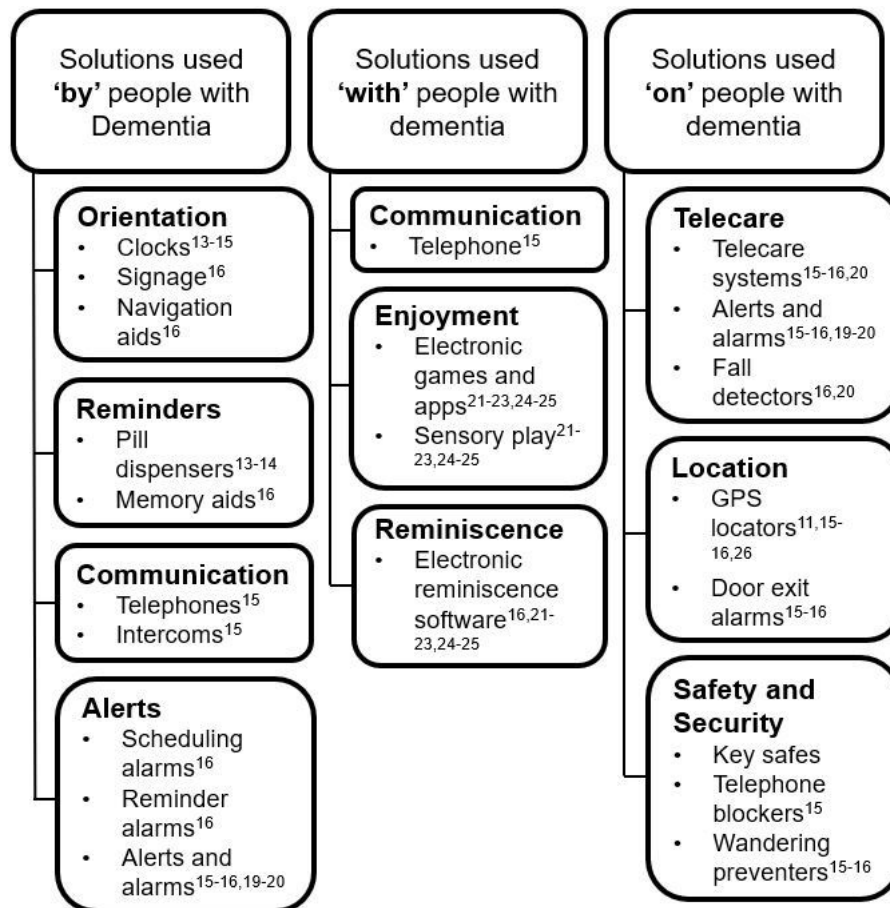 Solutions used
‘by’ people with
Dementia
Orientation
• Clocks13-15
• Signage16
• Navigation
aids16
Reminders
• Pill
dispensers13-14
• Memory aids16
Communication
• Telephones15
• Intercoms15
Alerts
• Scheduling
alarms16
• Reminder
alarms16
• Alerts and
alarms15-16,19-20
Solutions used
‘with’ people with
dementia
Communication
• Telephone15
Enjoyment
• Electronic
games and
apps21-23,24-25
• Sensory play21-
23,24-25
Reminiscence
• Electronic
reminiscence
software16,21-
23,24-25
Solutions used
‘on’ people with
dementia
Telecare
• Telecare
systems15-16,20
• Alerts and
alarms15-16,19-20
• Fall
detectors16,20
Location
• GPS
locators11,15-
16,26
• Door exit
alarms15-16
Safety and
Security
• Key safes
• Telephone
blockers15
• Wandering
preventers15-16